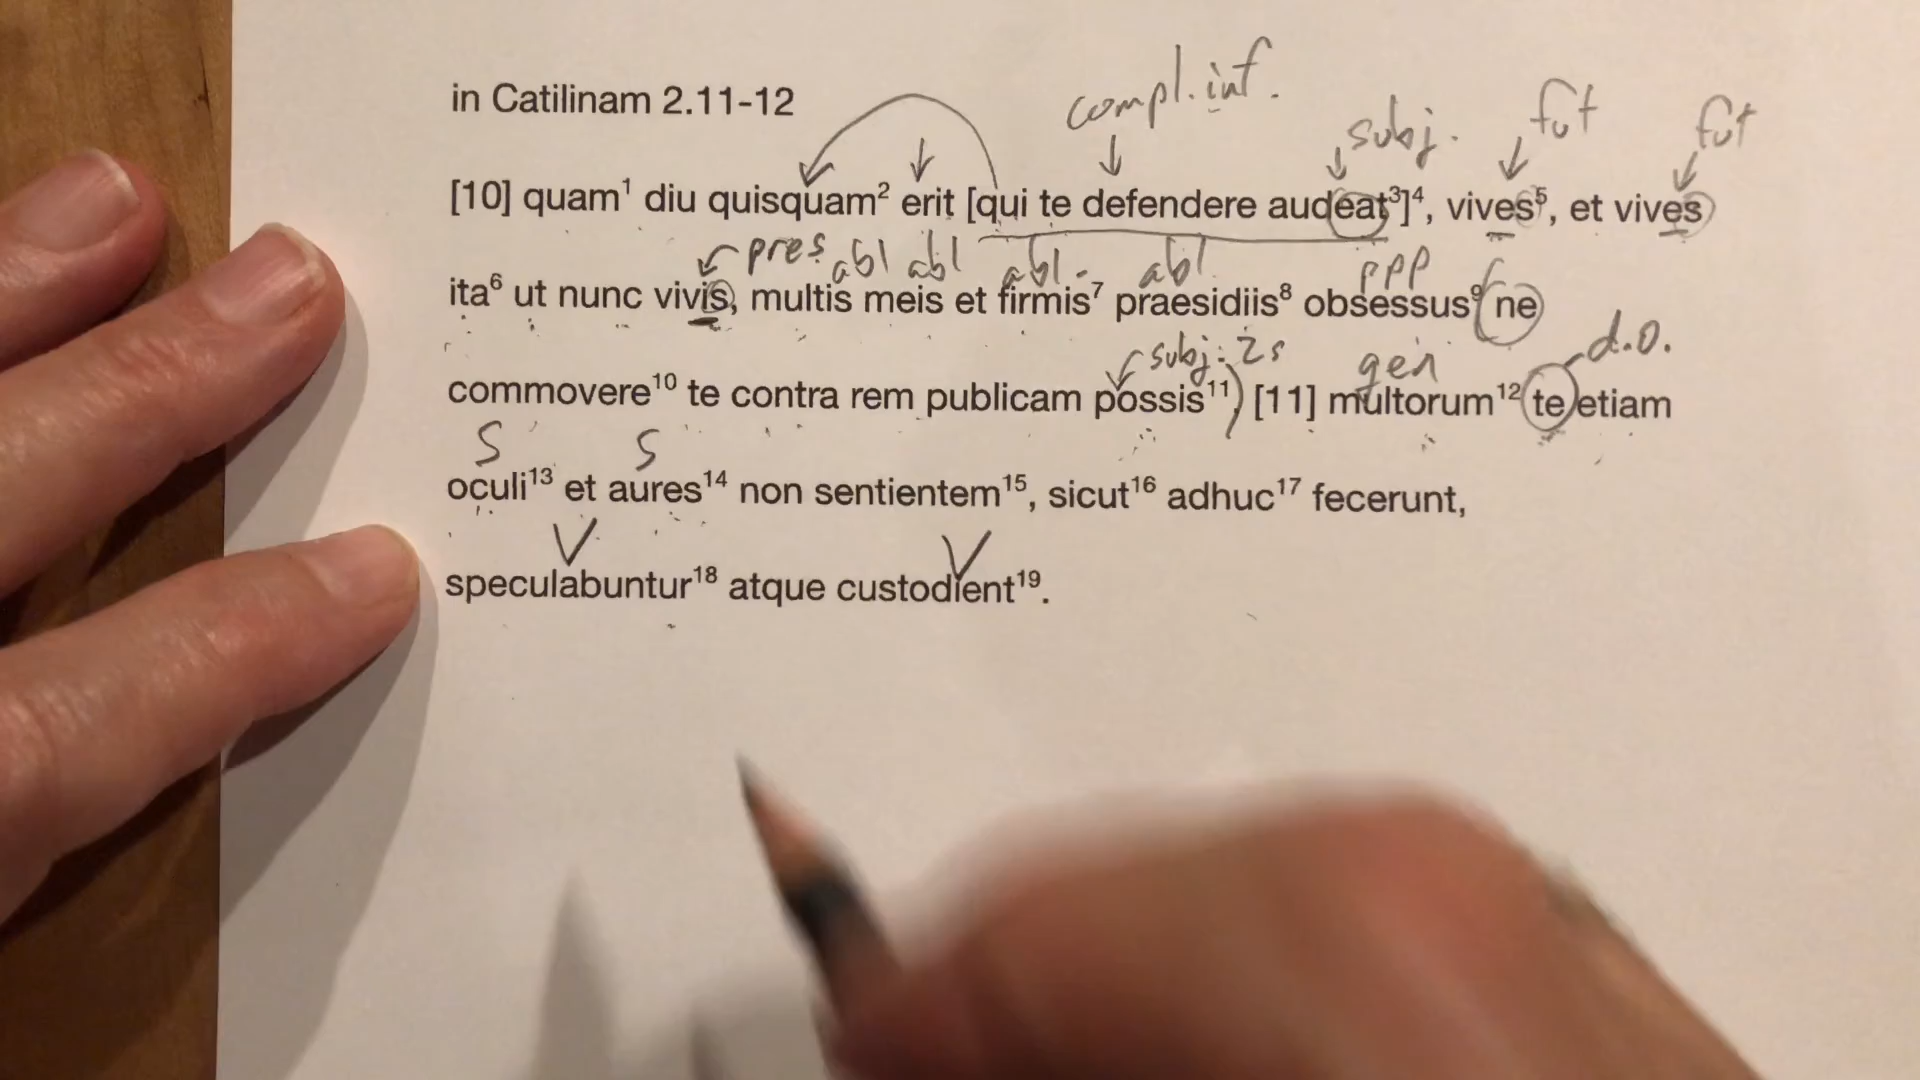 in Catilinam 2.11-12
compl. inf.
subj.
fut
fut
[10] quam¹ diu quisquam² erit [qui te defendere audeat³]⁴, vives⁵, et vives
pres abl abl abl. abl ppp
ita⁶ ut nunc vivis, multis meis et firmis⁷ praesidiis⁸ obsessus⁹ ne
subj. 2s gen d.o.
commovere¹⁰ te contra rem publicam possis¹¹) [11] multorum¹² te etiam
S S
oculi¹³ et aures¹⁴ non sentientem¹⁵, sicut¹⁶ adhuc¹⁷ fecerunt,
V V
speculabuntur¹⁸ atque custodient¹⁹.